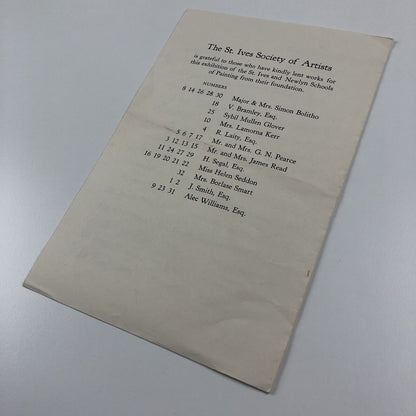 The St. Ives Society of Artists
is grateful to those who have kindly lent works for
this exhibition of the St. Ives and Newlyn Schools
of Painting from their foundation.
NUMBERS
8 14 26 28 30 Major & Mrs. Simon Bolitho
18 V. Bramley, Esq.
25 Sybil Mullen Glover
10 Mrs. Lamorna Kerr
4 R. Laity, Esq.
5 6 7 17 Mr. and Mrs. G. N. Pearce
3 12 13 15 Mr. and Mrs. James Read
11 24 27 29 H. Segal, Esq.
16 19 20 21 22 Miss Helen Seddon
32 Mrs. Borlase Smart
1 2 J. Smith, Esq.
9 23 31 Alec Williams, Esq.